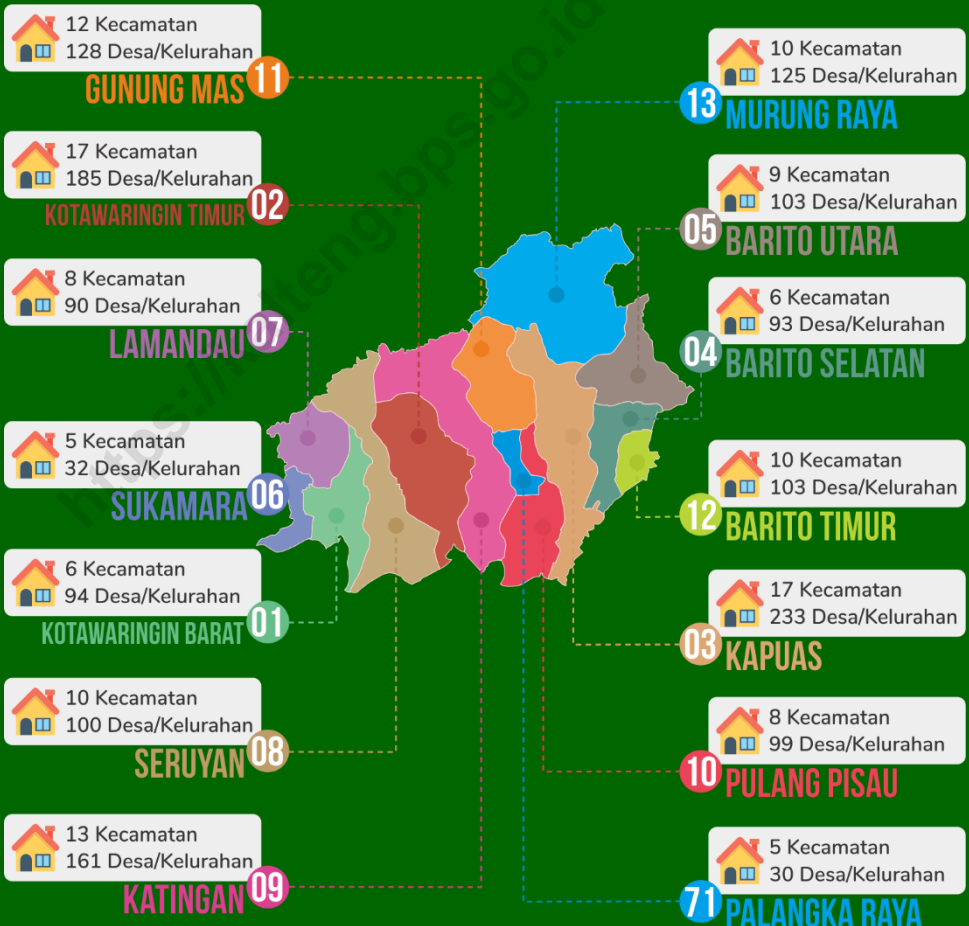 12 Kecamatan
128 Desa/Kelurahan
GUNUNG MAS 11
17 Kecamatan
185 Desa/Kelurahan
KOTAWARINGIN TIMUR 02
8 Kecamatan
90 Desa/Kelurahan
LAMANDAU 07
5 Kecamatan
32 Desa/Kelurahan
SUKAMARA 06
6 Kecamatan
94 Desa/Kelurahan
KOTAWARINGIN BARAT 01
10 Kecamatan
100 Desa/Kelurahan
SERUYAN 08
13 Kecamatan
161 Desa/Kelurahan
KATINGAN 09
10 Kecamatan
125 Desa/Kelurahan
13 MURUNG RAYA
9 Kecamatan
103 Desa/Kelurahan
05 BARITO UTARA
6 Kecamatan
93 Desa/Kelurahan
04 BARITO SELATAN
10 Kecamatan
103 Desa/Kelurahan
12 BARITO TIMUR
17 Kecamatan
233 Desa/Kelurahan
03 KAPUAS
8 Kecamatan
99 Desa/Kelurahan
10 PULANG PISAU
5 Kecamatan
30 Desa/Kelurahan
71 PALANGKA RAYA
https://kalteng.bps.go.id